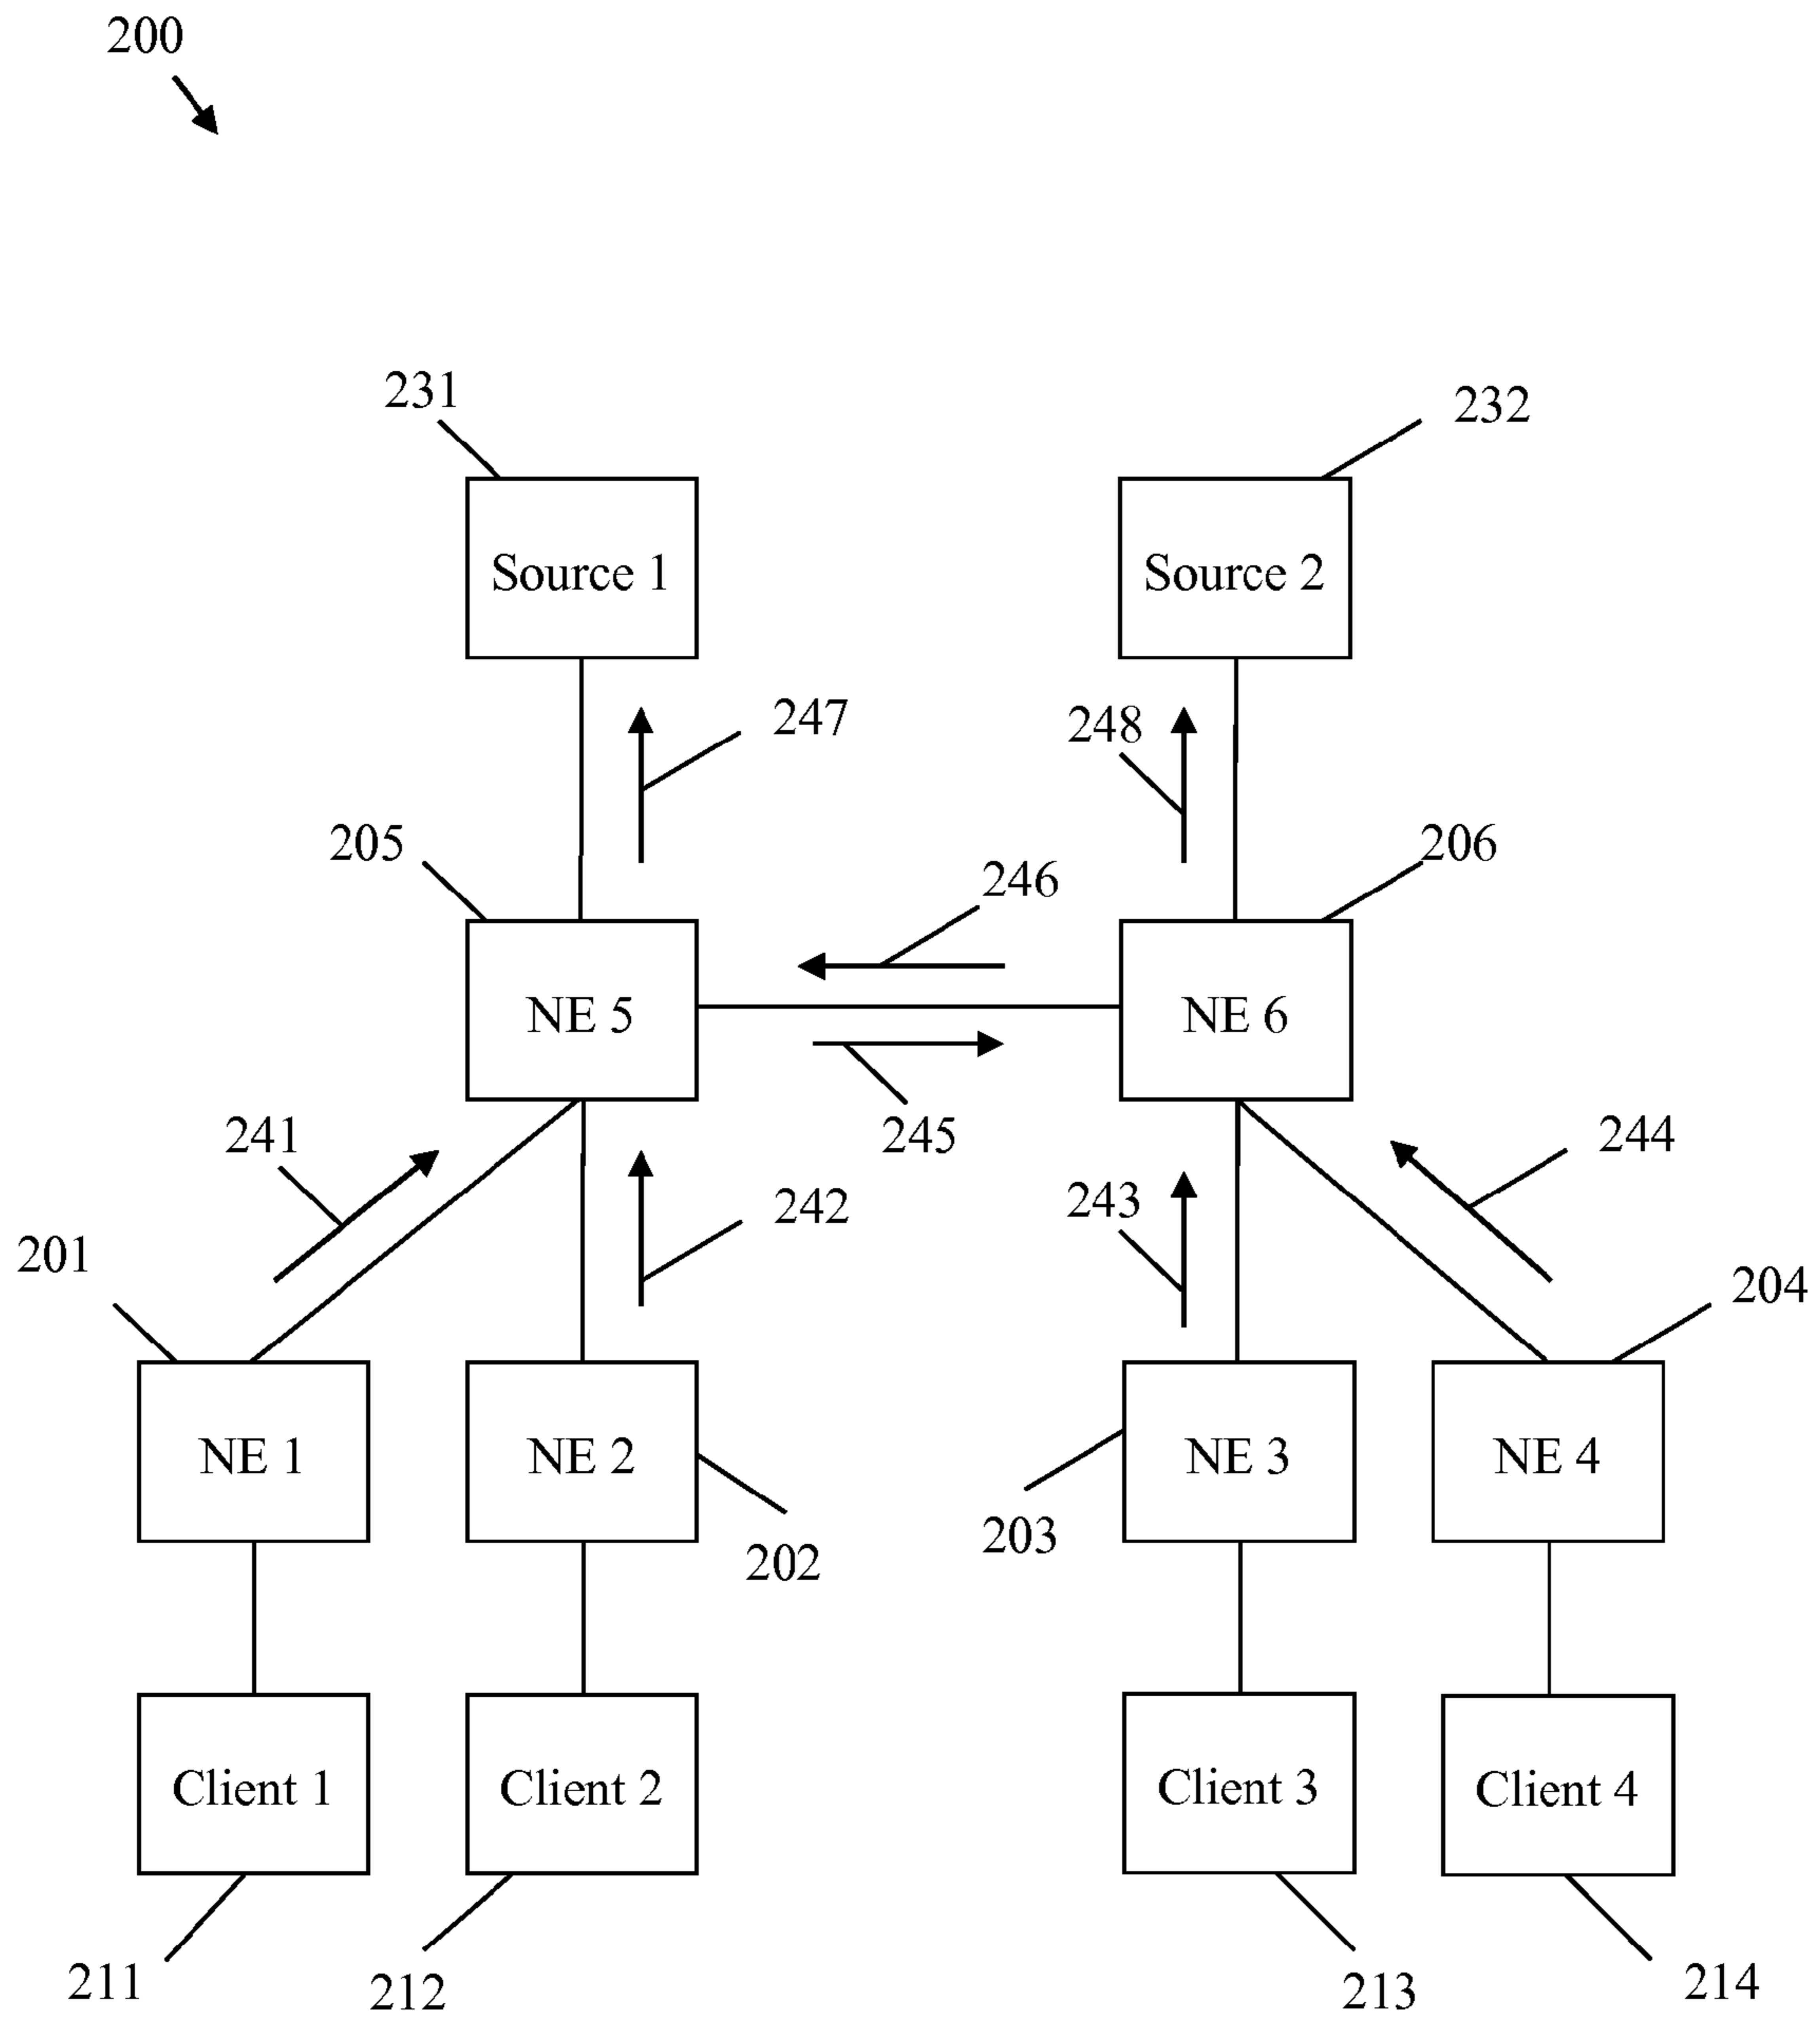 200
231
232
Source 1
Source 2
247
248
205
206
246
NE 5
NE 6
245
241
244
242
243
201
204
NE 1
NE 2
NE 3
NE 4
203
202
Client 1
Client 2
Client 3
Client 4
211
212
213
214